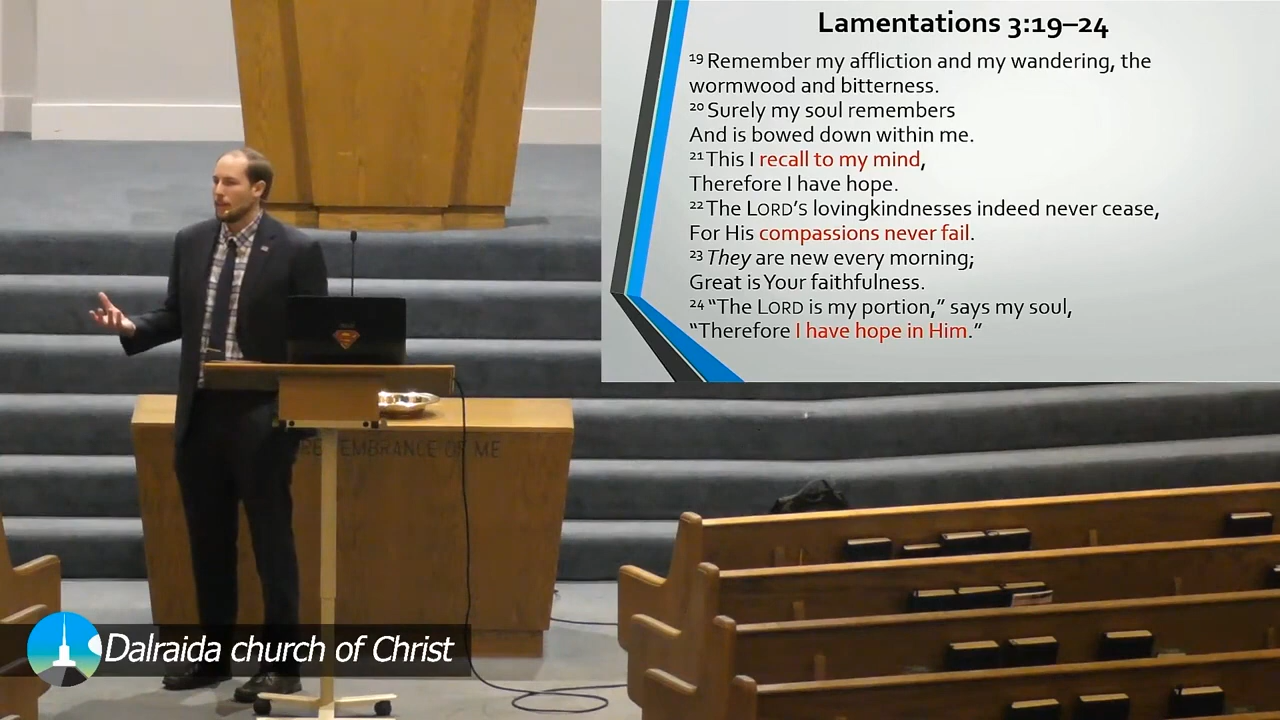 Lamentations 3:19–24
19 Remember my affliction and my wandering, the
wormwood and bitterness.
20 Surely my soul remembers
And is bowed down within me.
21 This I recall to my mind,
Therefore I have hope.
22 The LORD'S lovingkindnesses indeed never cease,
For His compassions never fail.
23 They are new every morning;
Great is Your faithfulness.
24 “The LORD is my portion,” says my soul,
“Therefore I have hope in Him.”
EMBRANCE OF ME
Dalraida church of Christ